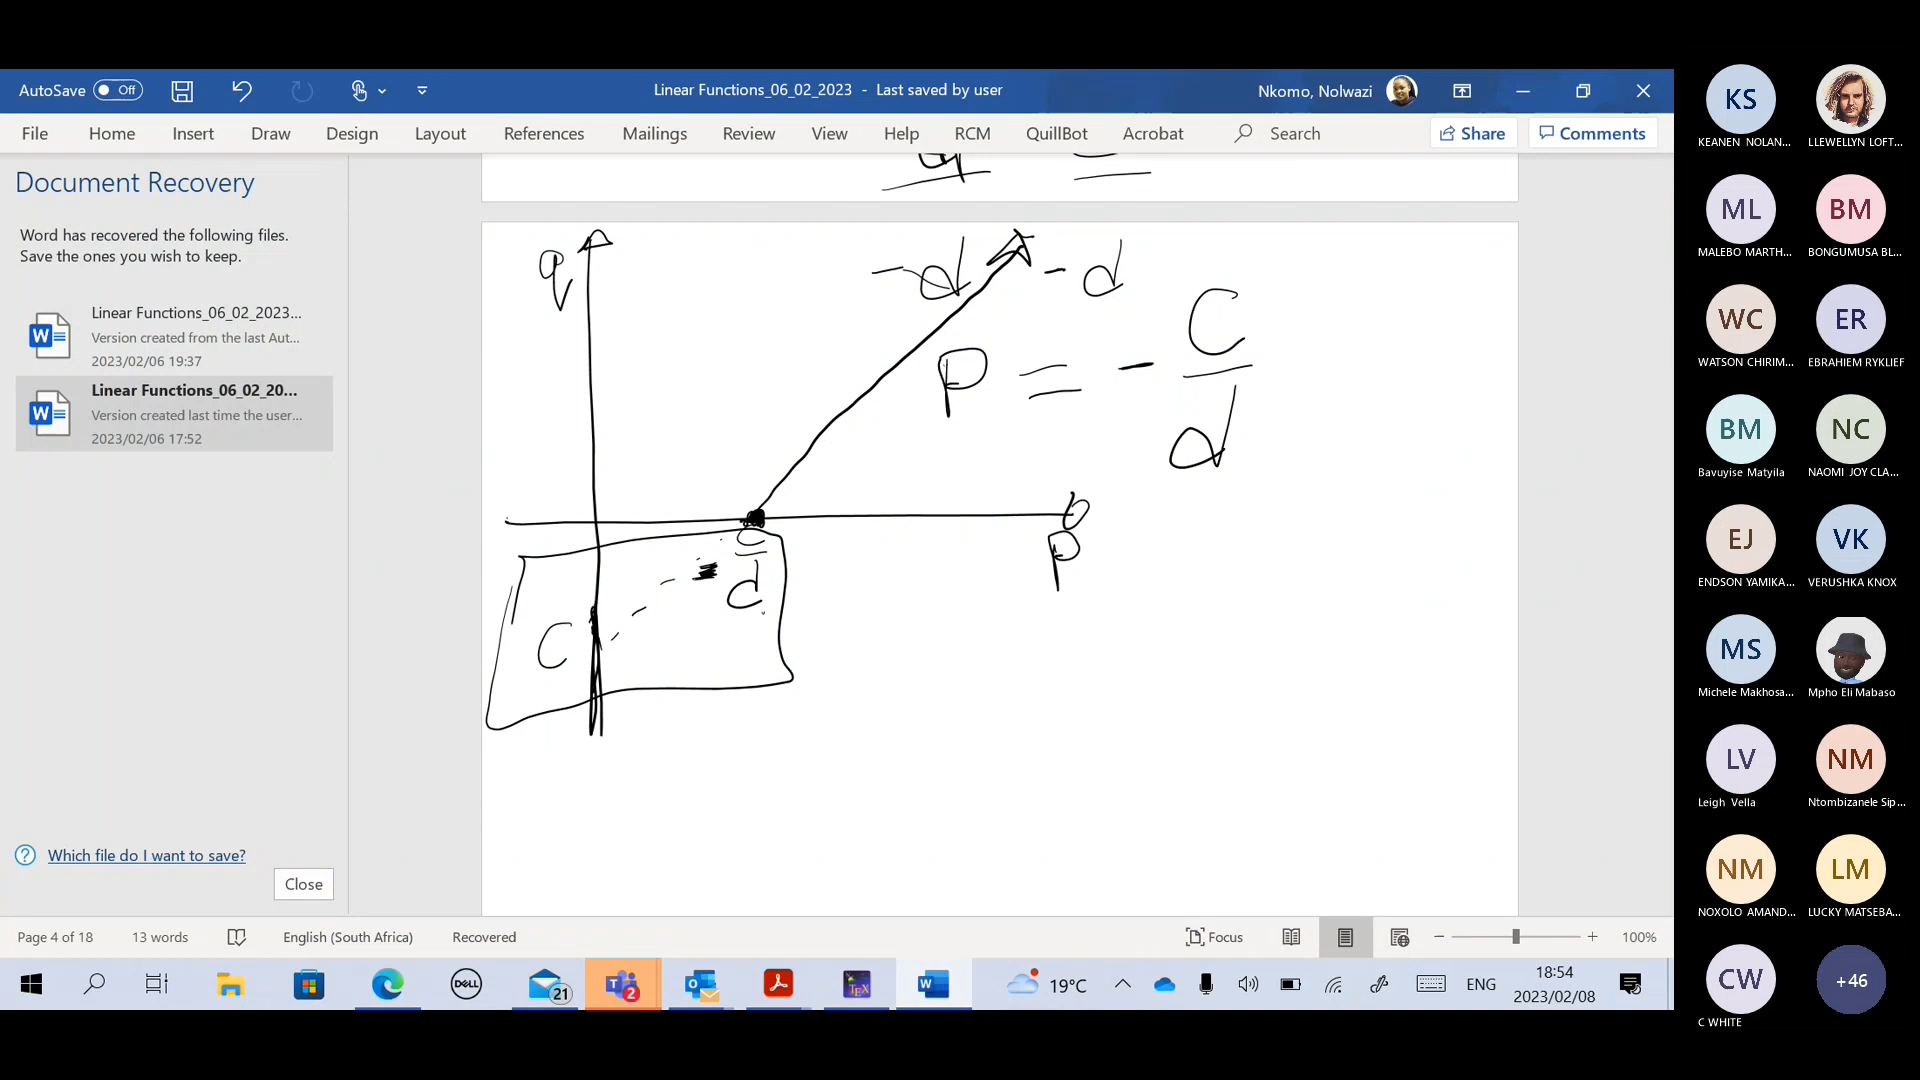 AutoSave Off
Linear Functions_06_02_2023 - Last saved by user
Nkomo, Nolwazi
File Home Insert Draw Design Layout References Mailings Review View Help RCM QuillBot Acrobat Search Share Comments
Document Recovery
Word has recovered the following files.
Save the ones you wish to keep.
Linear Functions_06_02_2023...
Version created from the last Aut...
2023/02/06 19:37
Linear Functions_06_02_20...
Version created last time the user...
2023/02/06 17:52
Which file do I want to save?
Close
q
-d -d
P = - C/d
C/d
C
P
Page 4 of 18 13 words English (South Africa) Recovered Focus 100%
21
2
19°C
ENG
18:54
2023/02/08
KS
KEANEN NOLAN...
LLEWELLYN LOFT...
ML
MALEBO MARTH...
BM
BONGUMUSA BL...
WC
WATSON CHIRIM...
ER
EBRAHIEM RYKLIEF
BM
Bavuyise Matyila
NC
NAOMI JOY CLA...
EJ
ENDSON YAMIKA...
VK
VERUSHKA KNOX
MS
Michele Makhosa...
Mpho Eli Mabaso
LV
Leigh Vella
NM
Ntombizanele Sip...
NM
NOXOLO AMAND...
LM
LUCKY MATSEBA...
CW
C WHITE
+46